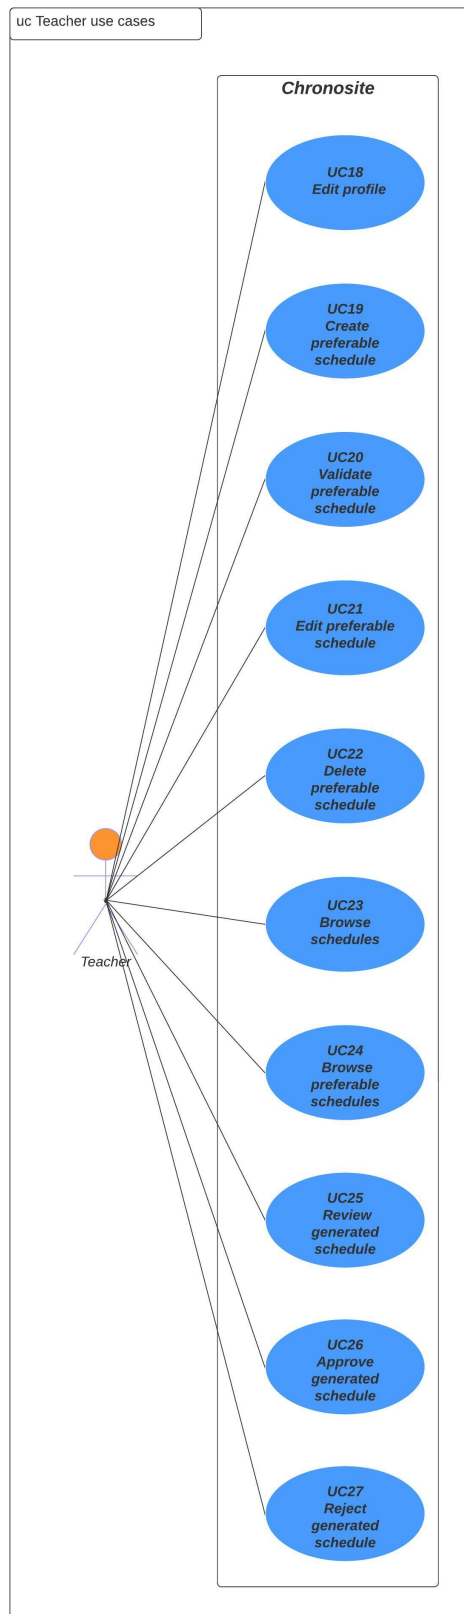 uc Teacher use cases
Chronosite
UC18
Edit profile
UC19
Create
preferable
schedule
UC20
Validate
preferable
schedule
UC21
Edit preferable
schedule
UC22
Delete
preferable
schedule
Teacher
UC23
Browse
schedules
UC24
Browse
preferable
schedules
UC25
Review
generated
schedule
UC26
Approve
generated
schedule
UC27
Reject
generated
schedule